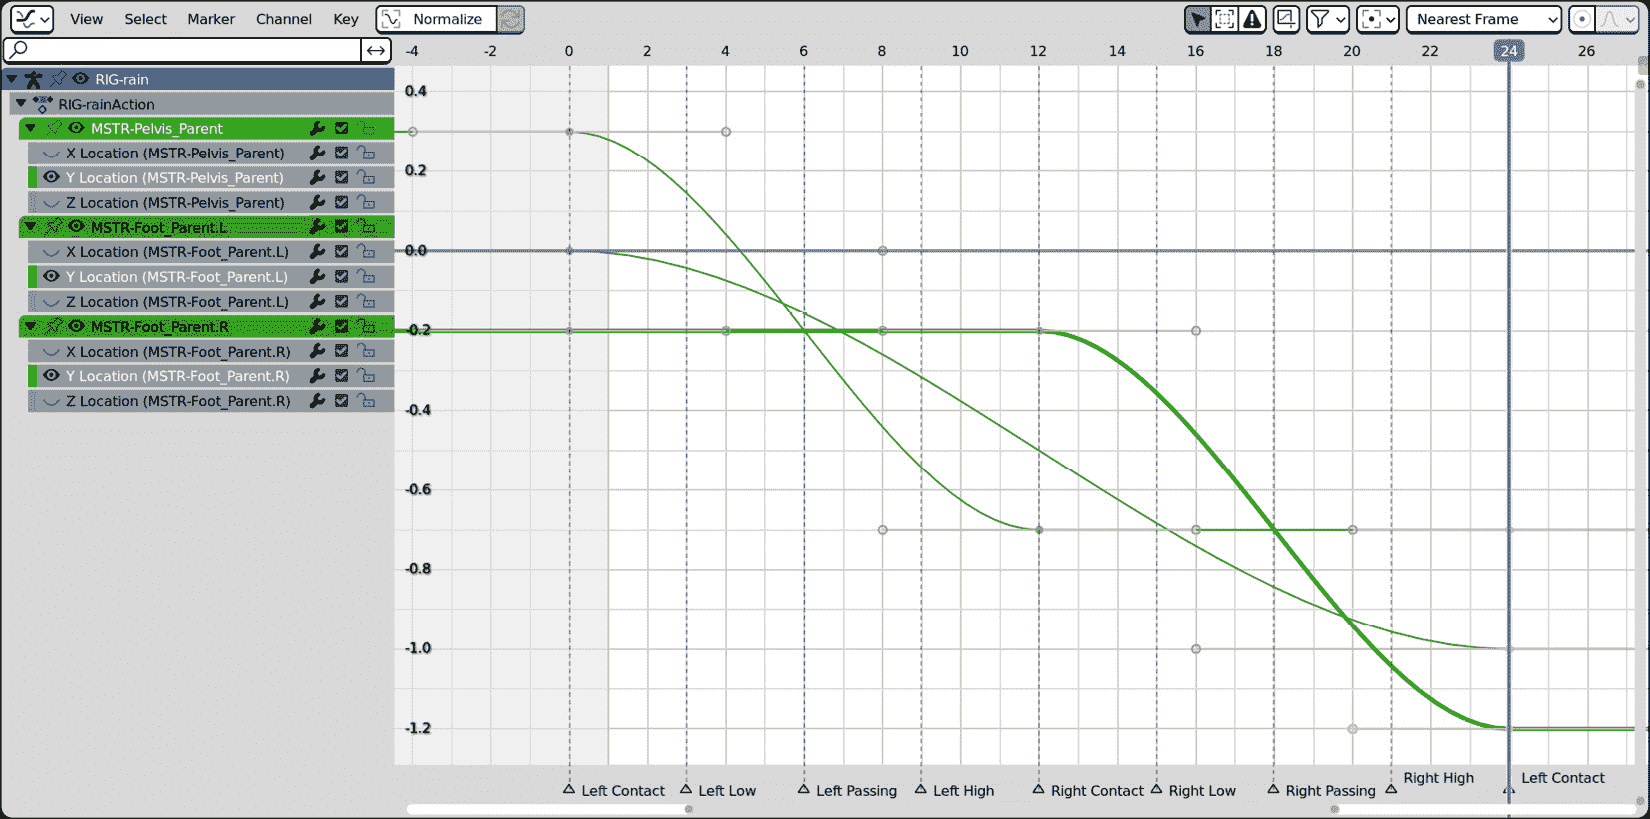 View Select Marker Channel Key Normalize Nearest Frame
-4 -2 0 2 4 6 8 10 12 14 16 18 20 22 24 26
RIG-rain
RIG-rainAction
MSTR-Pelvis_Parent
X Location (MSTR-Pelvis_Parent)
Y Location (MSTR-Pelvis_Parent)
Z Location (MSTR-Pelvis_Parent)
MSTR-Foot_Parent.L
X Location (MSTR-Foot_Parent.L)
Y Location (MSTR-Foot_Parent.L)
Z Location (MSTR-Foot_Parent.L)
MSTR-Foot_Parent.R
X Location (MSTR-Foot_Parent.R)
Y Location (MSTR-Foot_Parent.R)
Z Location (MSTR-Foot_Parent.R)
0.4
0.2
0.0
-0.2
-0.4
-0.6
-0.8
-1.0
-1.2
Left Contact Left Low Left Passing Left High Right Contact Right Low Right Passing Right High Left Contact